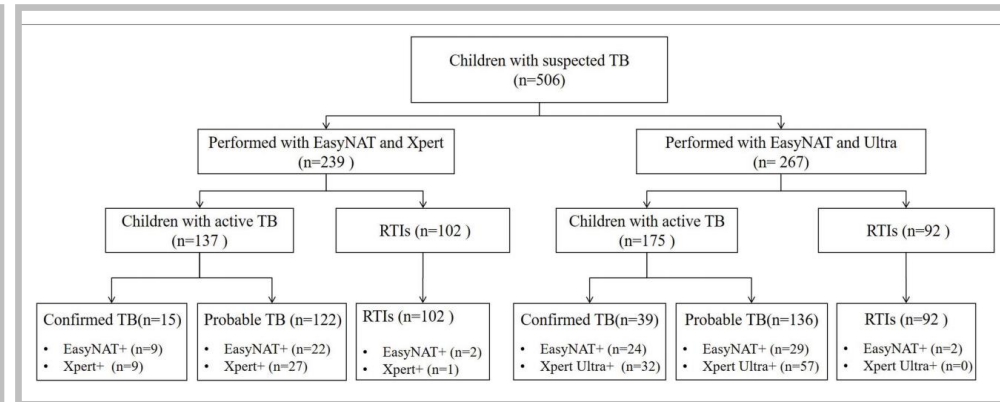 Children with suspected TB
(n=506)
Performed with EasyNAT and Xpert
(n=239 )
Performed with EasyNAT and Ultra
(n= 267)
Children with active TB
(n=137 )
RTIs (n=102 )
Children with active TB
(n=175 )
RTIs (n=92 )
Confirmed TB(n=15)
• EasyNAT+ (n=9)
• Xpert+ (n=9)
Probable TB (n=122)
• EasyNAT+ (n=22)
• Xpert+ (n=27)
RTIs (n=102 )
• EasyNAT+ (n=2)
• Xpert+ (n=1)
Confirmed TB(n=39)
• EasyNAT+ (n=24)
• Xpert Ultra+ (n=32)
Probable TB(n=136)
• EasyNAT+ (n=29)
• Xpert Ultra+ (n=57)
RTIs (n=92 )
• EasyNAT+ (n=2)
• Xpert Ultra+ (n=0)